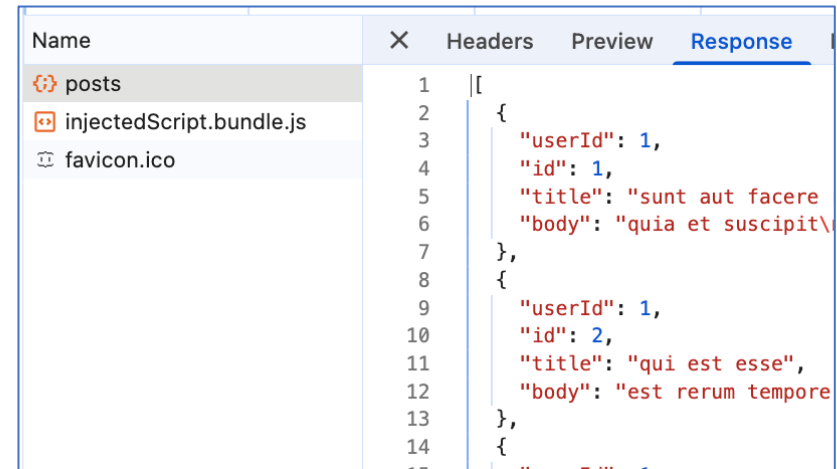 Name
Headers Preview Response
posts
injectedScript.bundle.js
favicon.ico
1 [
2 {
3 "userId": 1,
4 "id": 1,
5 "title": "sunt aut facere
6 "body": "quia et suscipit\
7 },
8 {
9 "userId": 1,
10 "id": 2,
11 "title": "qui est esse",
12 "body": "est rerum tempore
13 },
14 {